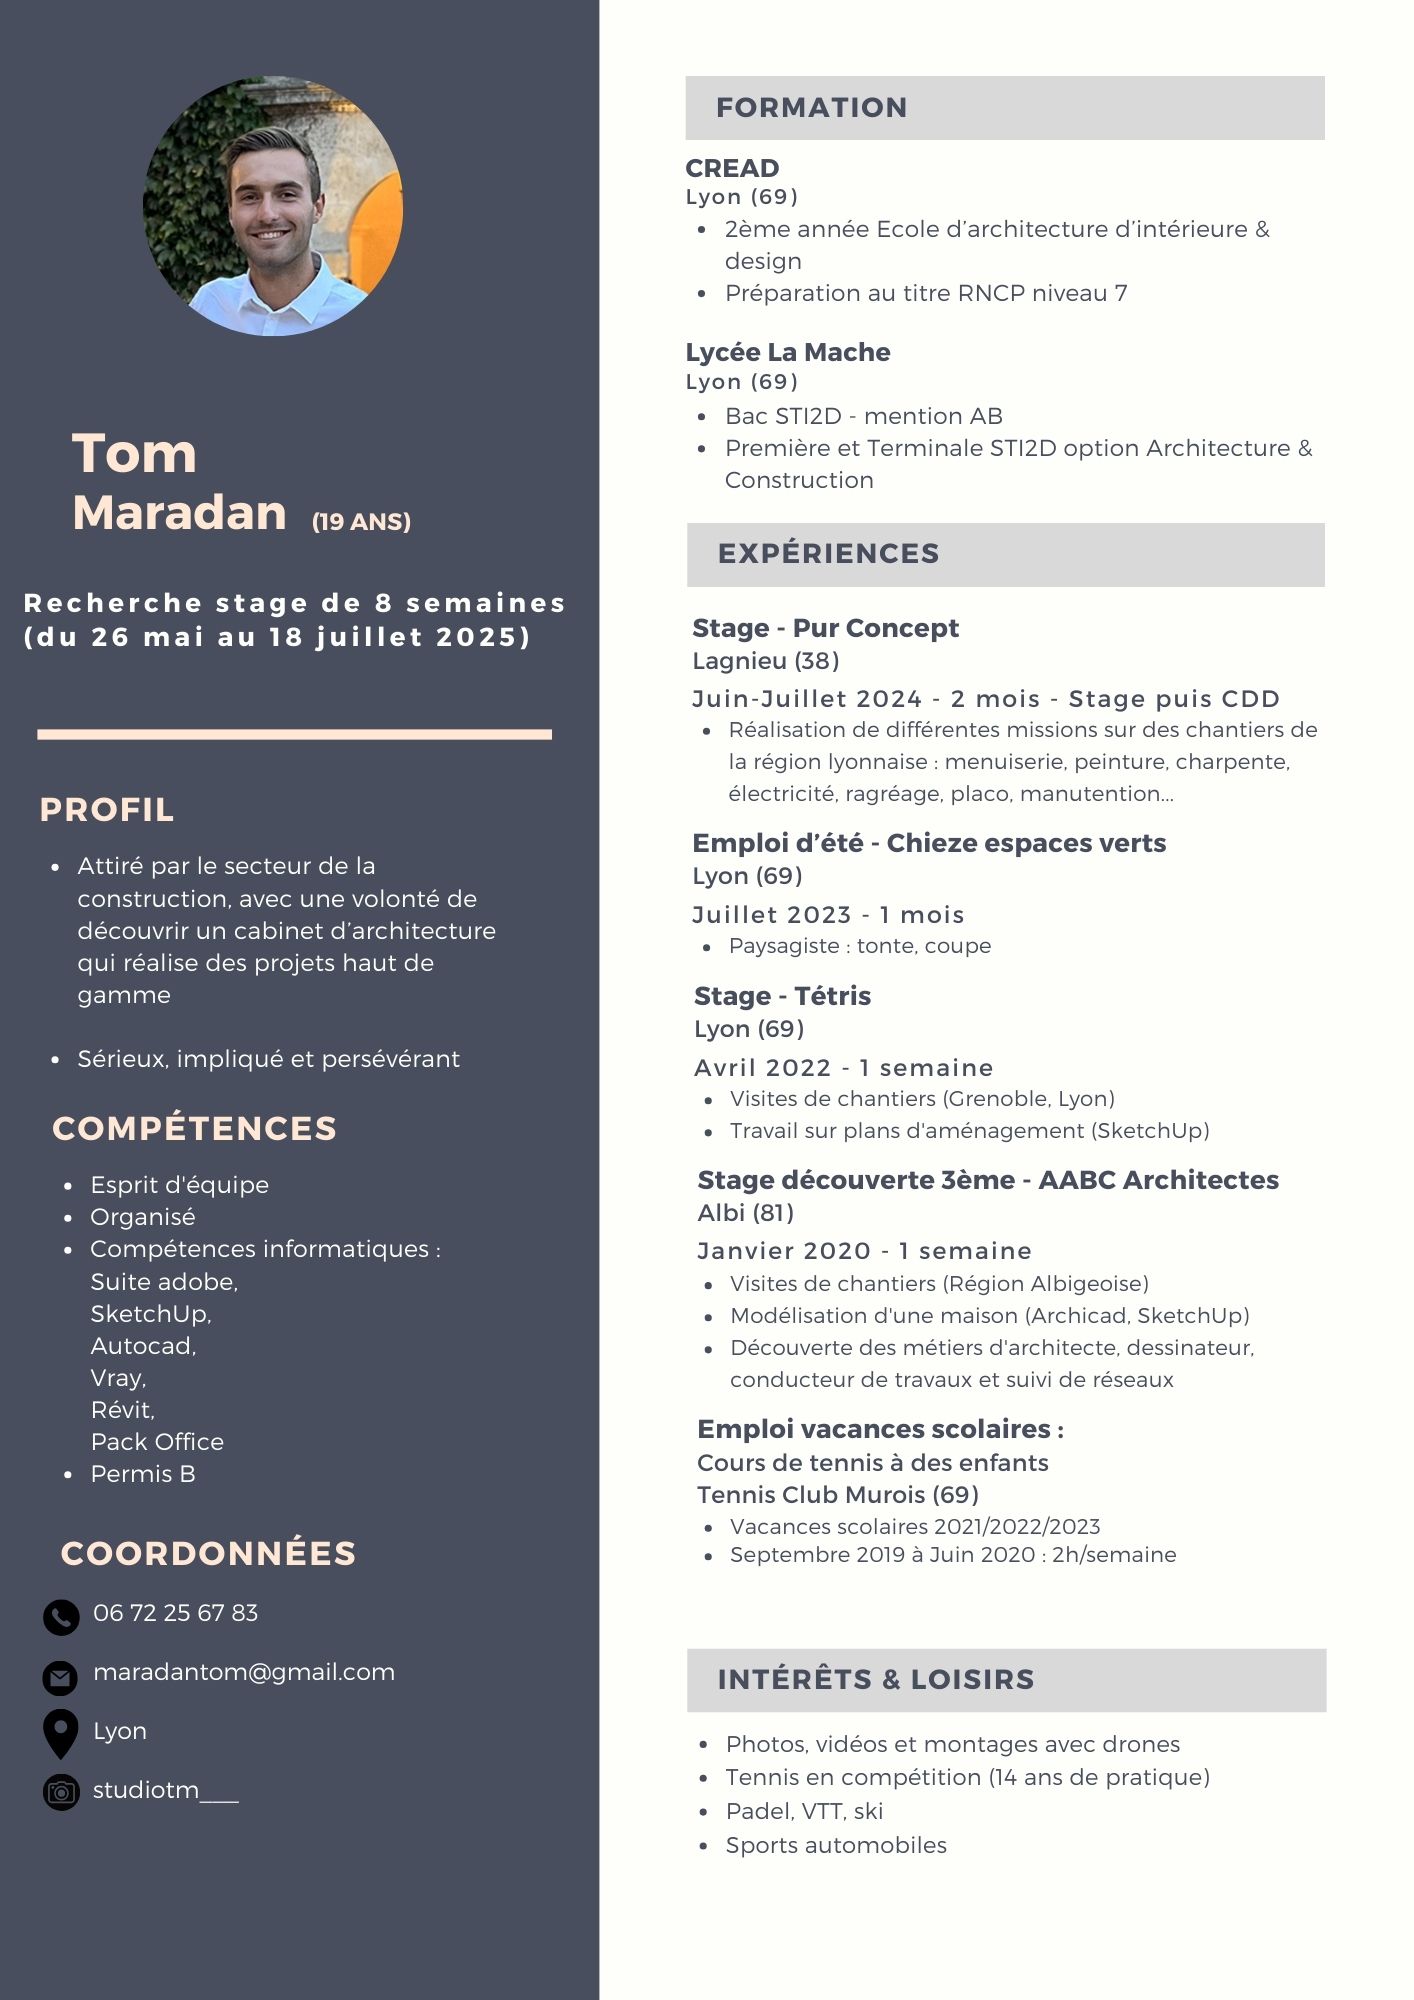 Tom
Maradan (19 ANS)
Recherche stage de 8 semaines
(du 26 mai au 18 juillet 2025)
PROFIL
• Attiré par le secteur de la
construction, avec une volonté de
découvrir un cabinet d’architecture
qui réalise des projets haut de
gamme
• Sérieux, impliqué et persévérant
COMPÉTENCES
• Esprit d'équipe
• Organisé
• Compétences informatiques :
Suite adobe,
SketchUp,
Autocad,
Vray,
Révit,
Pack Office
• Permis B
COORDONNÉES
06 72 25 67 83
maradantom@gmail.com
Lyon
studiotm___
FORMATION
CREAD
Lyon (69)
• 2ème année Ecole d’architecture d’intérieure &
design
• Préparation au titre RNCP niveau 7
Lycée La Mache
Lyon (69)
• Bac STI2D - mention AB
• Première et Terminale STI2D option Architecture &
Construction
EXPÉRIENCES
Stage - Pur Concept
Lagnieu (38)
Juin-Juillet 2024 - 2 mois - Stage puis CDD
• Réalisation de différentes missions sur des chantiers de
la région lyonnaise : menuiserie, peinture, charpente,
électricité, ragréage, placo, manutention...
Emploi d’été - Chieze espaces verts
Lyon (69)
Juillet 2023 - 1 mois
• Paysagiste : tonte, coupe
Stage - Tétris
Lyon (69)
Avril 2022 - 1 semaine
• Visites de chantiers (Grenoble, Lyon)
• Travail sur plans d'aménagement (SketchUp)
Stage découverte 3ème - AABC Architectes
Albi (81)
Janvier 2020 - 1 semaine
• Visites de chantiers (Région Albigeoise)
• Modélisation d'une maison (Archicad, SketchUp)
• Découverte des métiers d'architecte, dessinateur,
conducteur de travaux et suivi de réseaux
Emploi vacances scolaires :
Cours de tennis à des enfants
Tennis Club Murois (69)
• Vacances scolaires 2021/2022/2023
• Septembre 2019 à Juin 2020 : 2h/semaine
INTÉRÊTS & LOISIRS
• Photos, vidéos et montages avec drones
• Tennis en compétition (14 ans de pratique)
• Padel, VTT, ski
• Sports automobiles